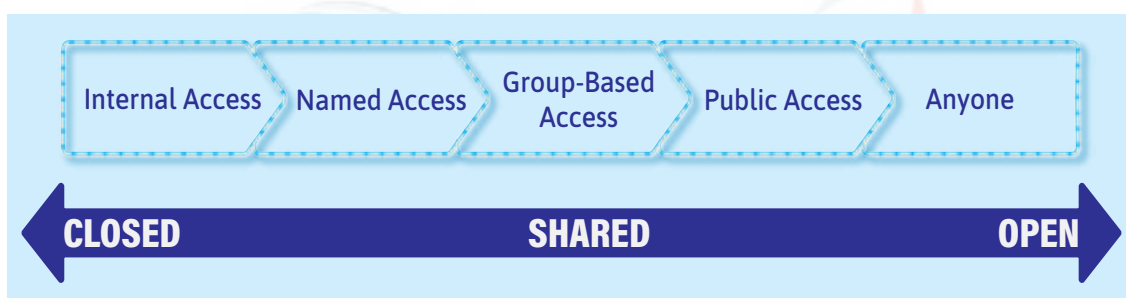 Internal Access
Named Access
Group-Based
Access
Public Access
Anyone
CLOSED
SHARED
OPEN